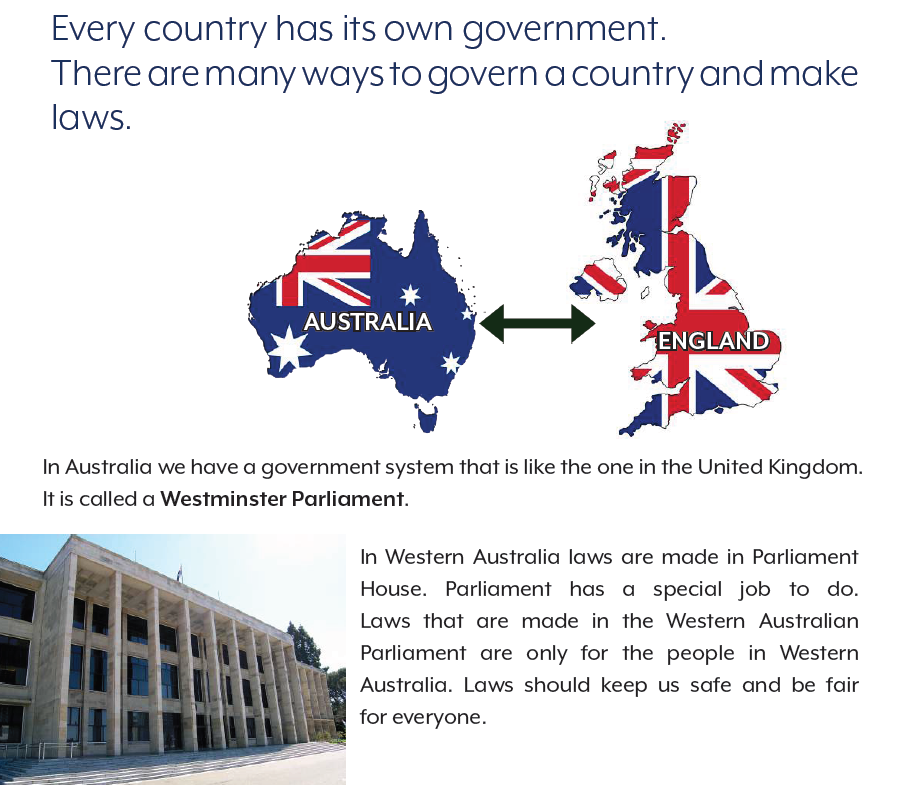 Every country has its own government.
There are many ways to govern a country and make
laws.
AUSTRALIA
ENGLAND
In Australia we have a government system that is like the one in the United Kingdom.
It is called a Westminster Parliament.
In Western Australia laws are made in Parliament
House. Parliament has a special job to do.
Laws that are made in the Western Australian
Parliament are only for the people in Western
Australia. Laws should keep us safe and be fair
for everyone.